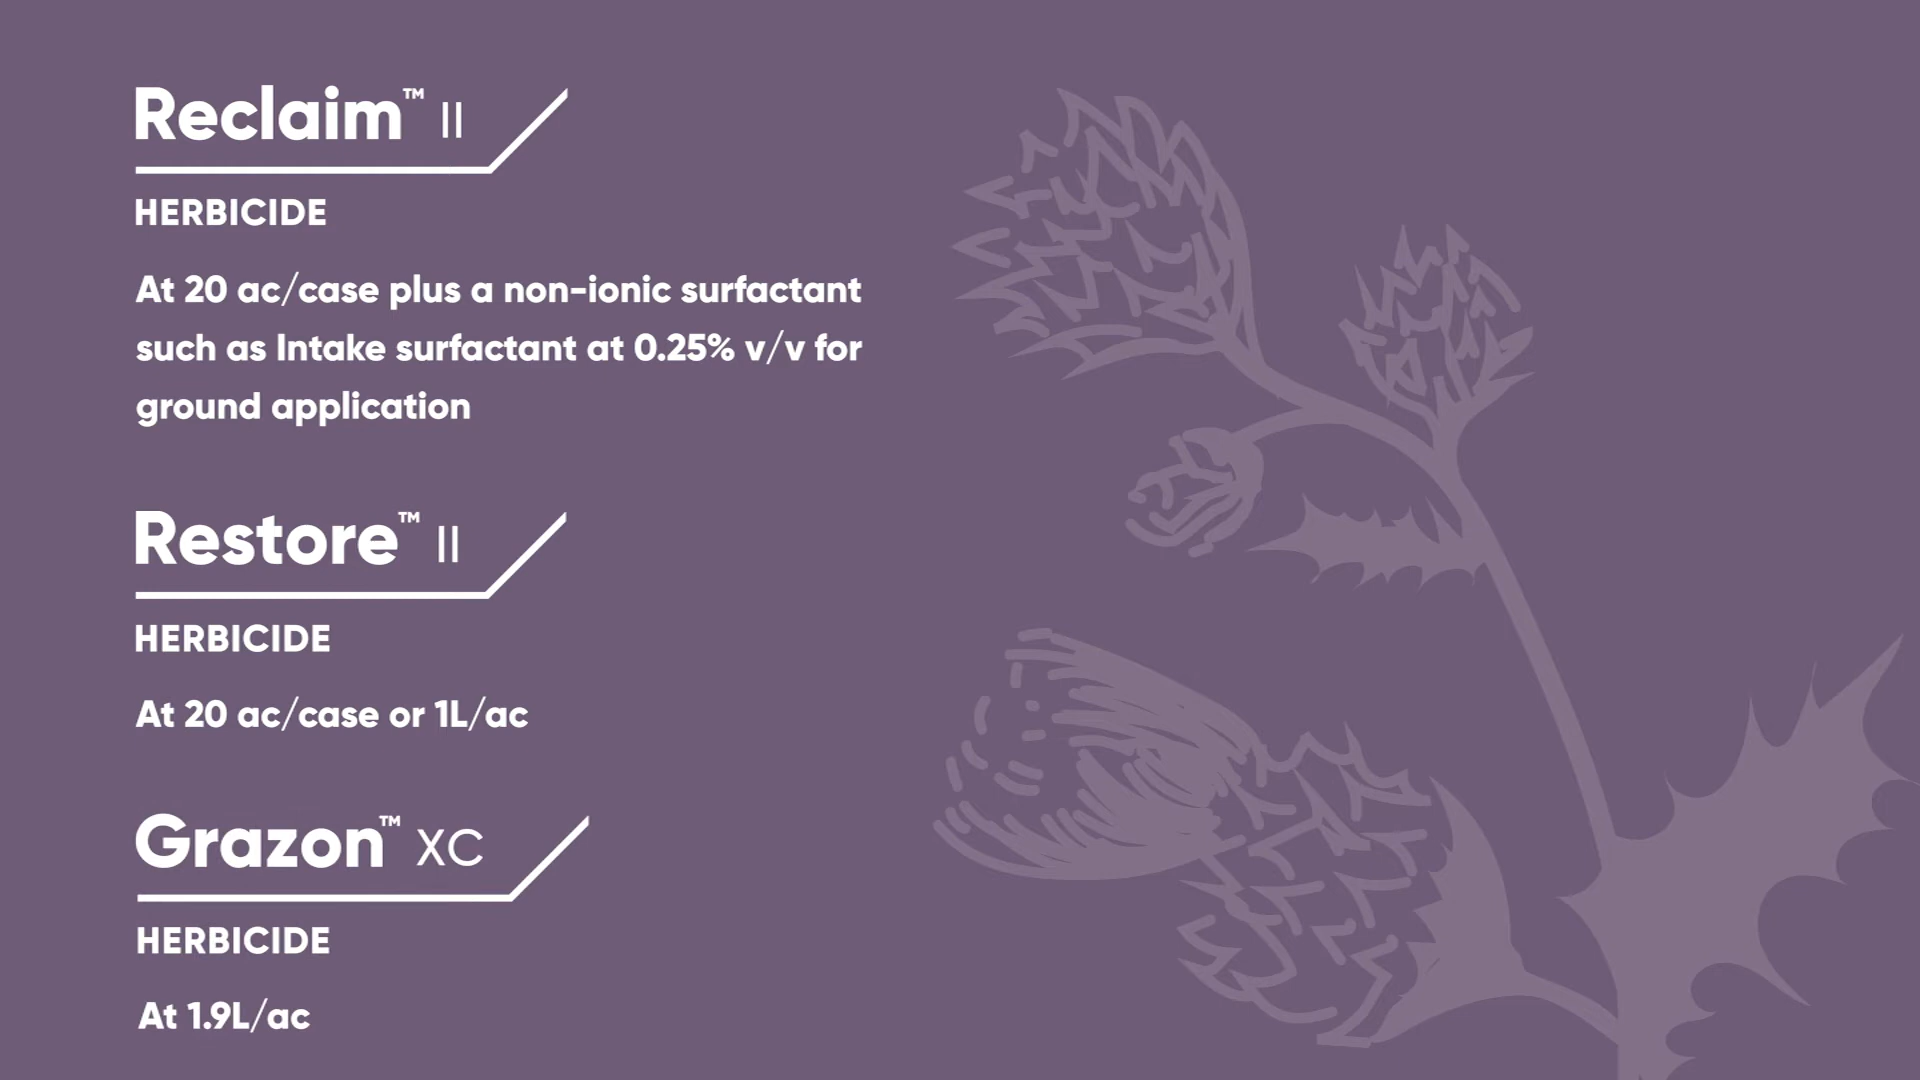 Reclaim™ II
HERBICIDE
At 20 ac/case plus a non-ionic surfactant
such as Intake surfactant at 0.25% v/v for
ground application
Restore™ II
HERBICIDE
At 20 ac/case or 1L/ac
Grazon™ XC
HERBICIDE
At 1.9L/ac